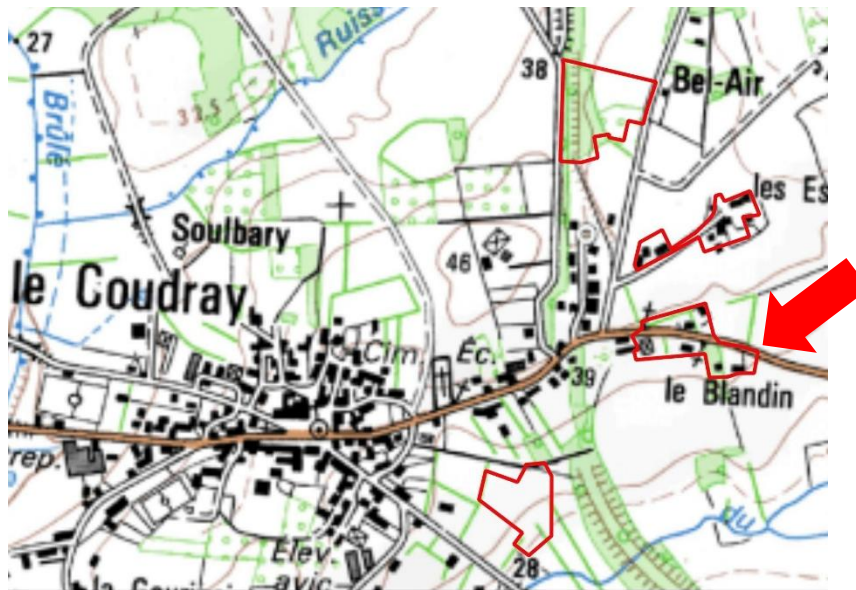 27
Ruiss
38
Bel-Air
Brûle
335
les Es
Soulbary
46
le Coudray
Cim.
Éc.
39
le Blandin
rep.
du
Élev.
avic.
28